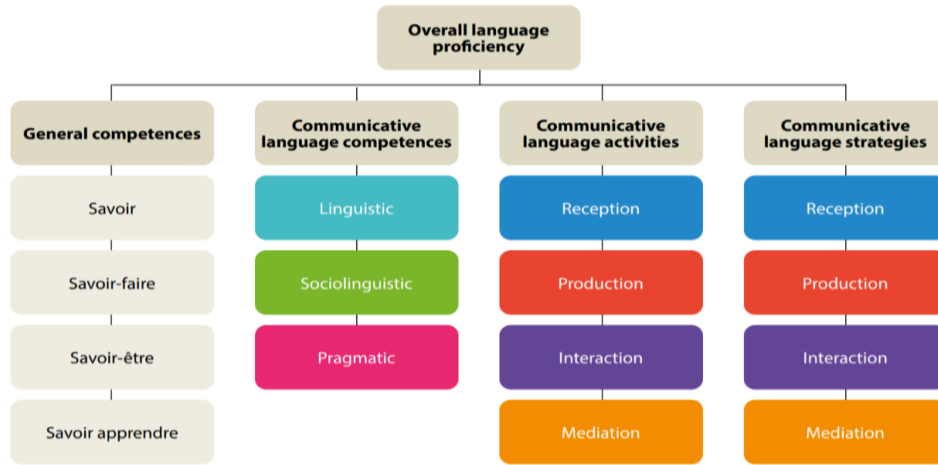 Overall language
proficiency
General competences
Communicative
language competences
Communicative
language activities
Communicative
language strategies
Savoir
Linguistic
Reception
Reception
Savoir-faire
Sociolinguistic
Production
Production
Savoir-être
Pragmatic
Interaction
Interaction
Savoir apprendre
Mediation
Mediation